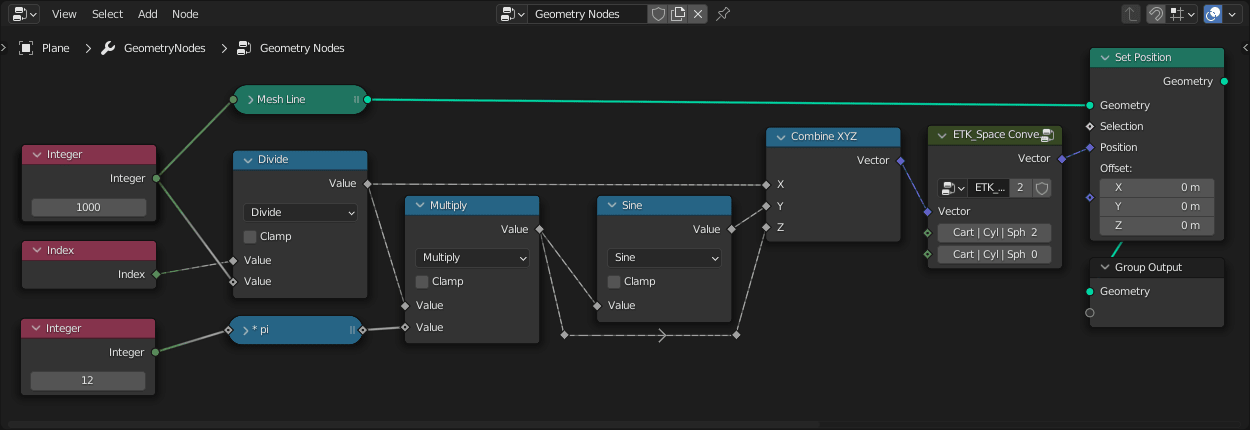 View Select Add Node Geometry Nodes
Plane GeometryNodes Geometry Nodes
Mesh Line
Integer
Integer
1000
Index
Index
Integer
Integer
12
Divide
Value
Divide
Clamp
Value
Value
* pi
Multiply
Value
Multiply
Clamp
Value
Value
Sine
Value
Sine
Clamp
Value
Combine XYZ
Vector
X
Y
Z
ETK_Space Conve...
Vector
ETK_... 2
Vector
Cart | Cyl | Sph 2
Cart | Cyl | Sph 0
Set Position
Geometry
Geometry
Selection
Position
Offset:
X 0 m
Y 0 m
Z 0 m
Group Output
Geometry